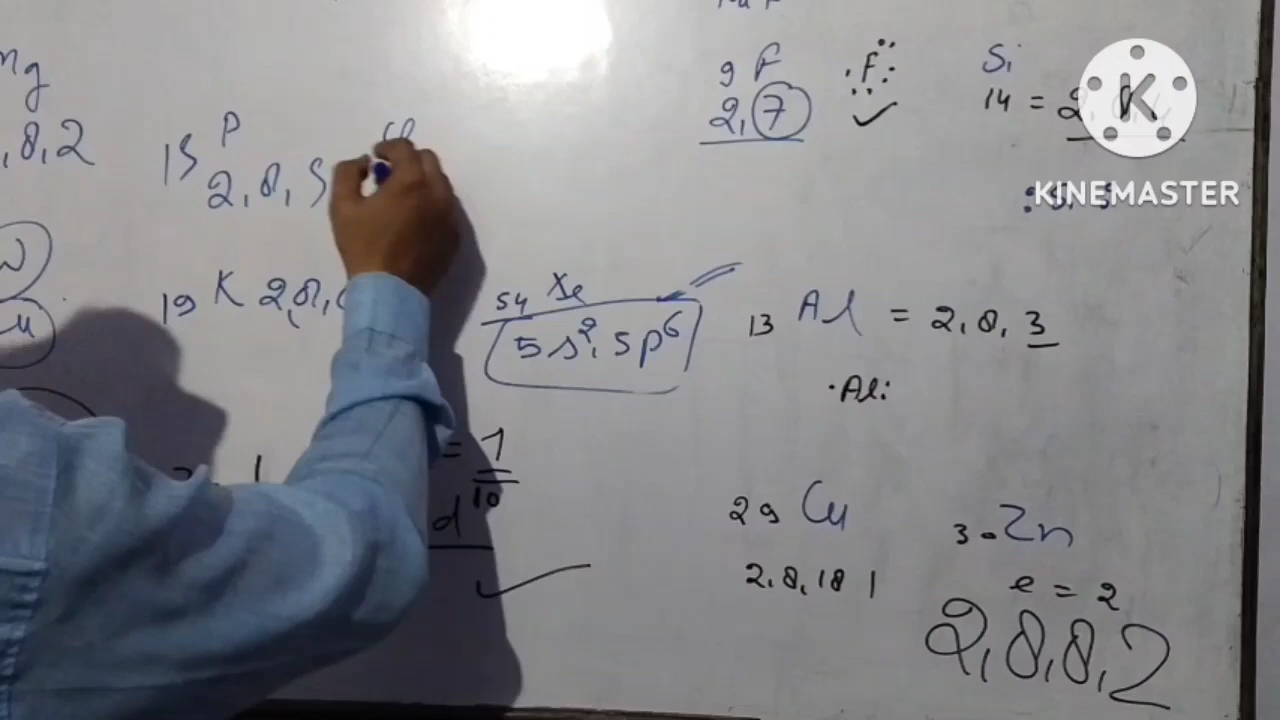 mg
,8,2
15 P
2,8,5
19 K 2,8,
54 Xe
5s², 5p⁶
= 1
10
d
9 F
2,7
F
Si
14 = 2,8,
K
KINEMASTER
13 Al = 2,8,3
·Al:
29 Cu
2,8,18 1
30 Zn
e = 2
2,8,8,2